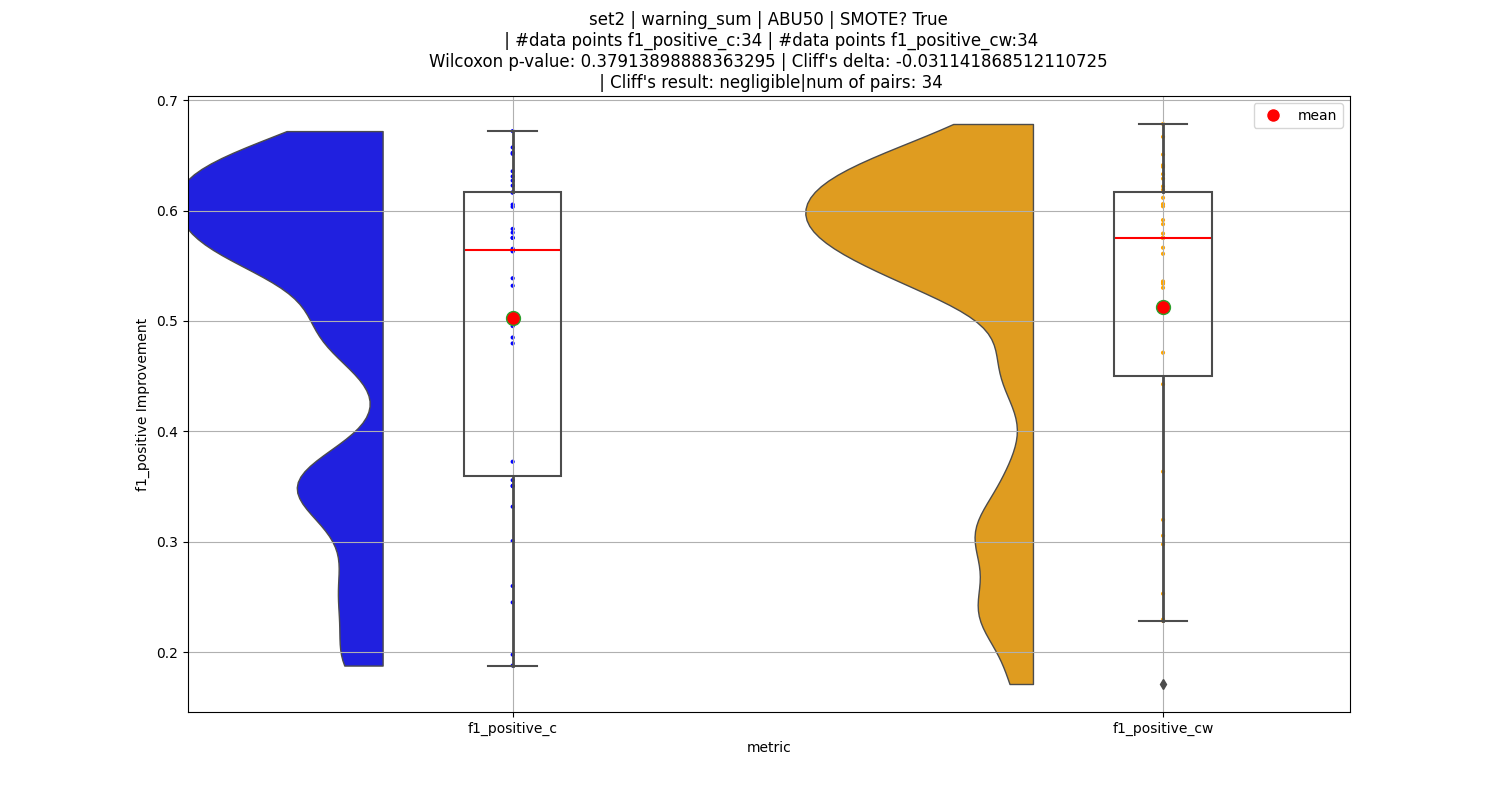 set2 | warning_sum | ABU50 | SMOTE? True
| #data points f1_positive_c:34 | #data points f1_positive_cw:34
Wilcoxon p-value: 0.37913898888363295 | Cliff's delta: -0.031141868512110725
| Cliff's result: negligible|num of pairs: 34
mean
0.7
0.6
0.5
0.4
0.3
0.2
f1_positive Improvement
f1_positive_c
f1_positive_cw
metric